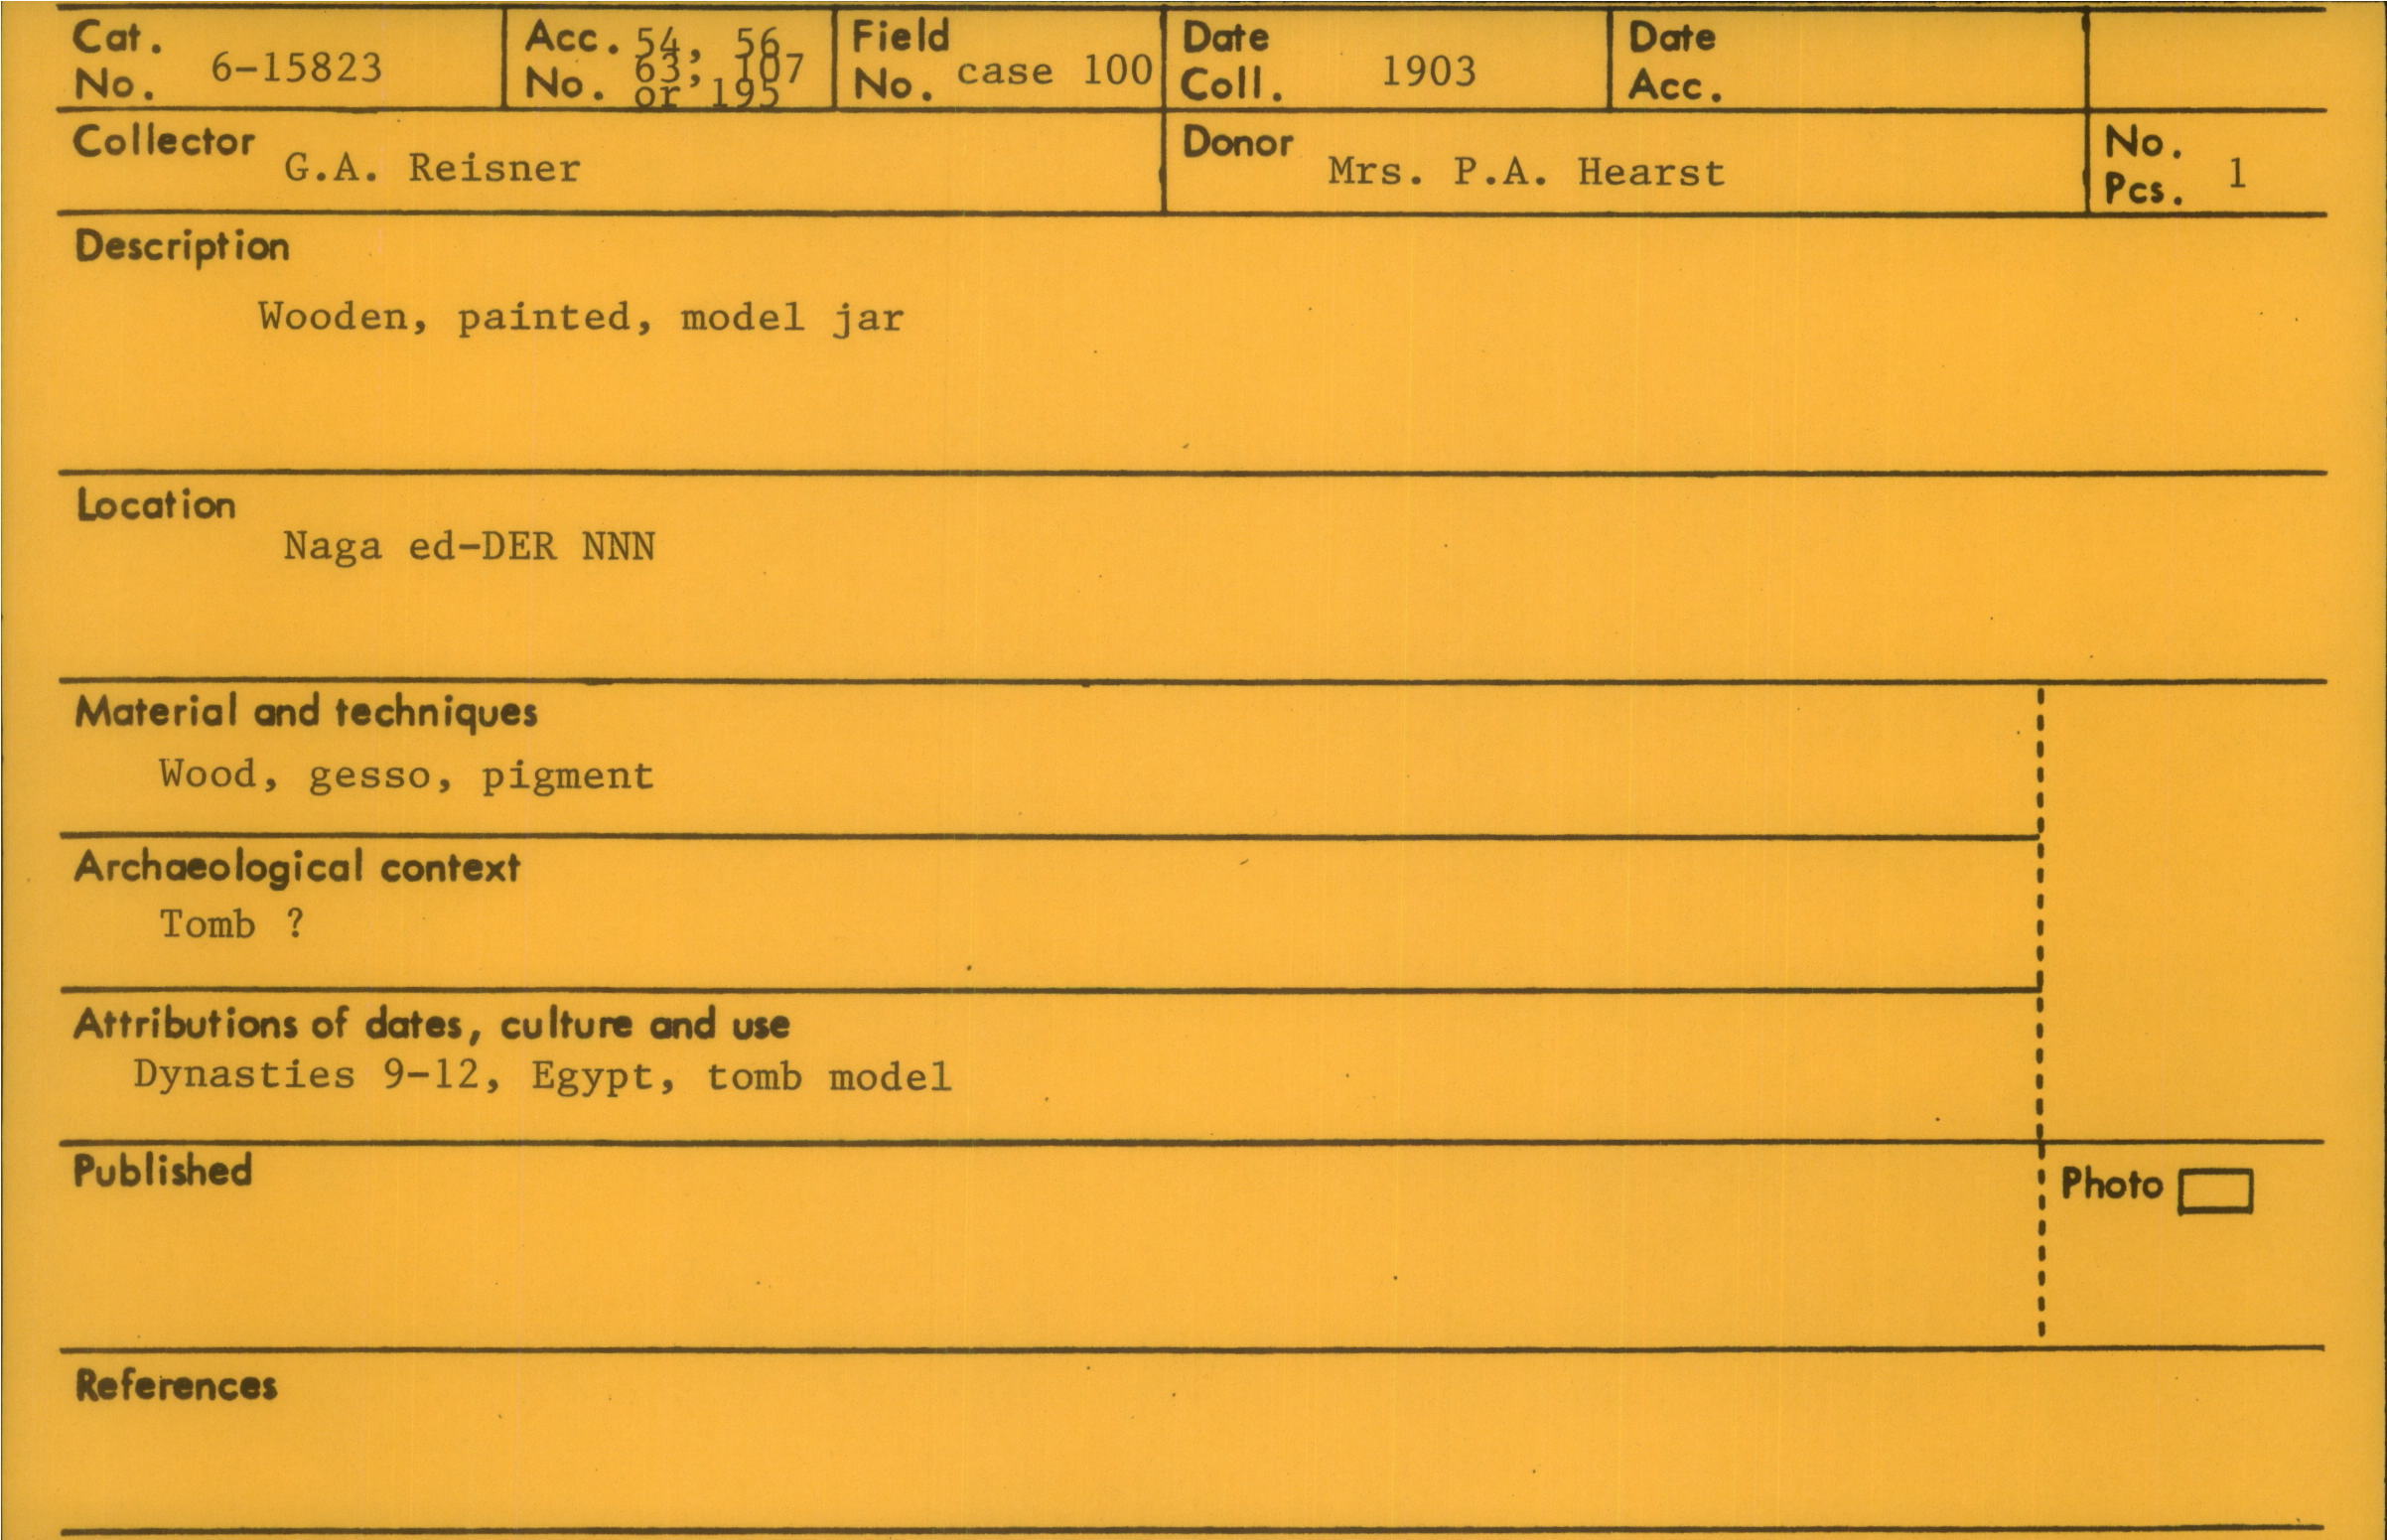 Cat. No. 6-15823
Acc. No. 54, 56, 63, 107 or 195
Field No. case 100
Date Coll. 1903
Date Acc.
Collector G.A. Reisner
Donor Mrs. P.A. Hearst
No. Pcs. 1
Description
Wooden, painted, model jar
Location
Naga ed-DER NNN
Material and techniques
Wood, gesso, pigment
Archaeological context
Tomb ?
Attributions of dates, culture and use
Dynasties 9-12, Egypt, tomb model
Published
Photo
References